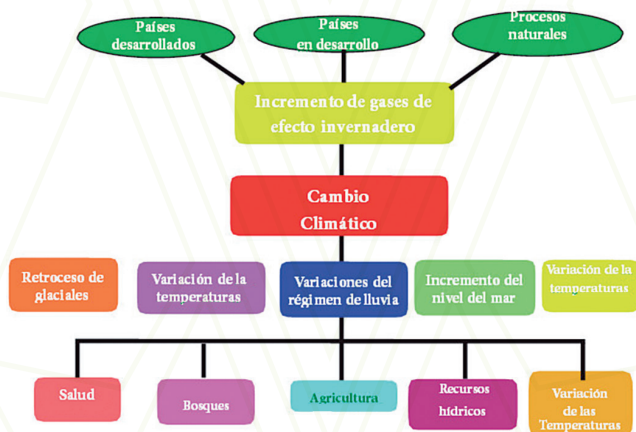 Países
desarrollados
Países
en desarrollo
Procesos
naturales
Incremento de gases de
efecto invernadero
Cambio
Climático
Retroceso de
glaciales
Variación de la
temperaturas
Variaciones del
régimen de lluvia
Incremento del
nivel del mar
Variación de la
temperaturas
Salud
Bosques
Agricultura
Recursos
hídricos
Variación
de las
Temperaturas